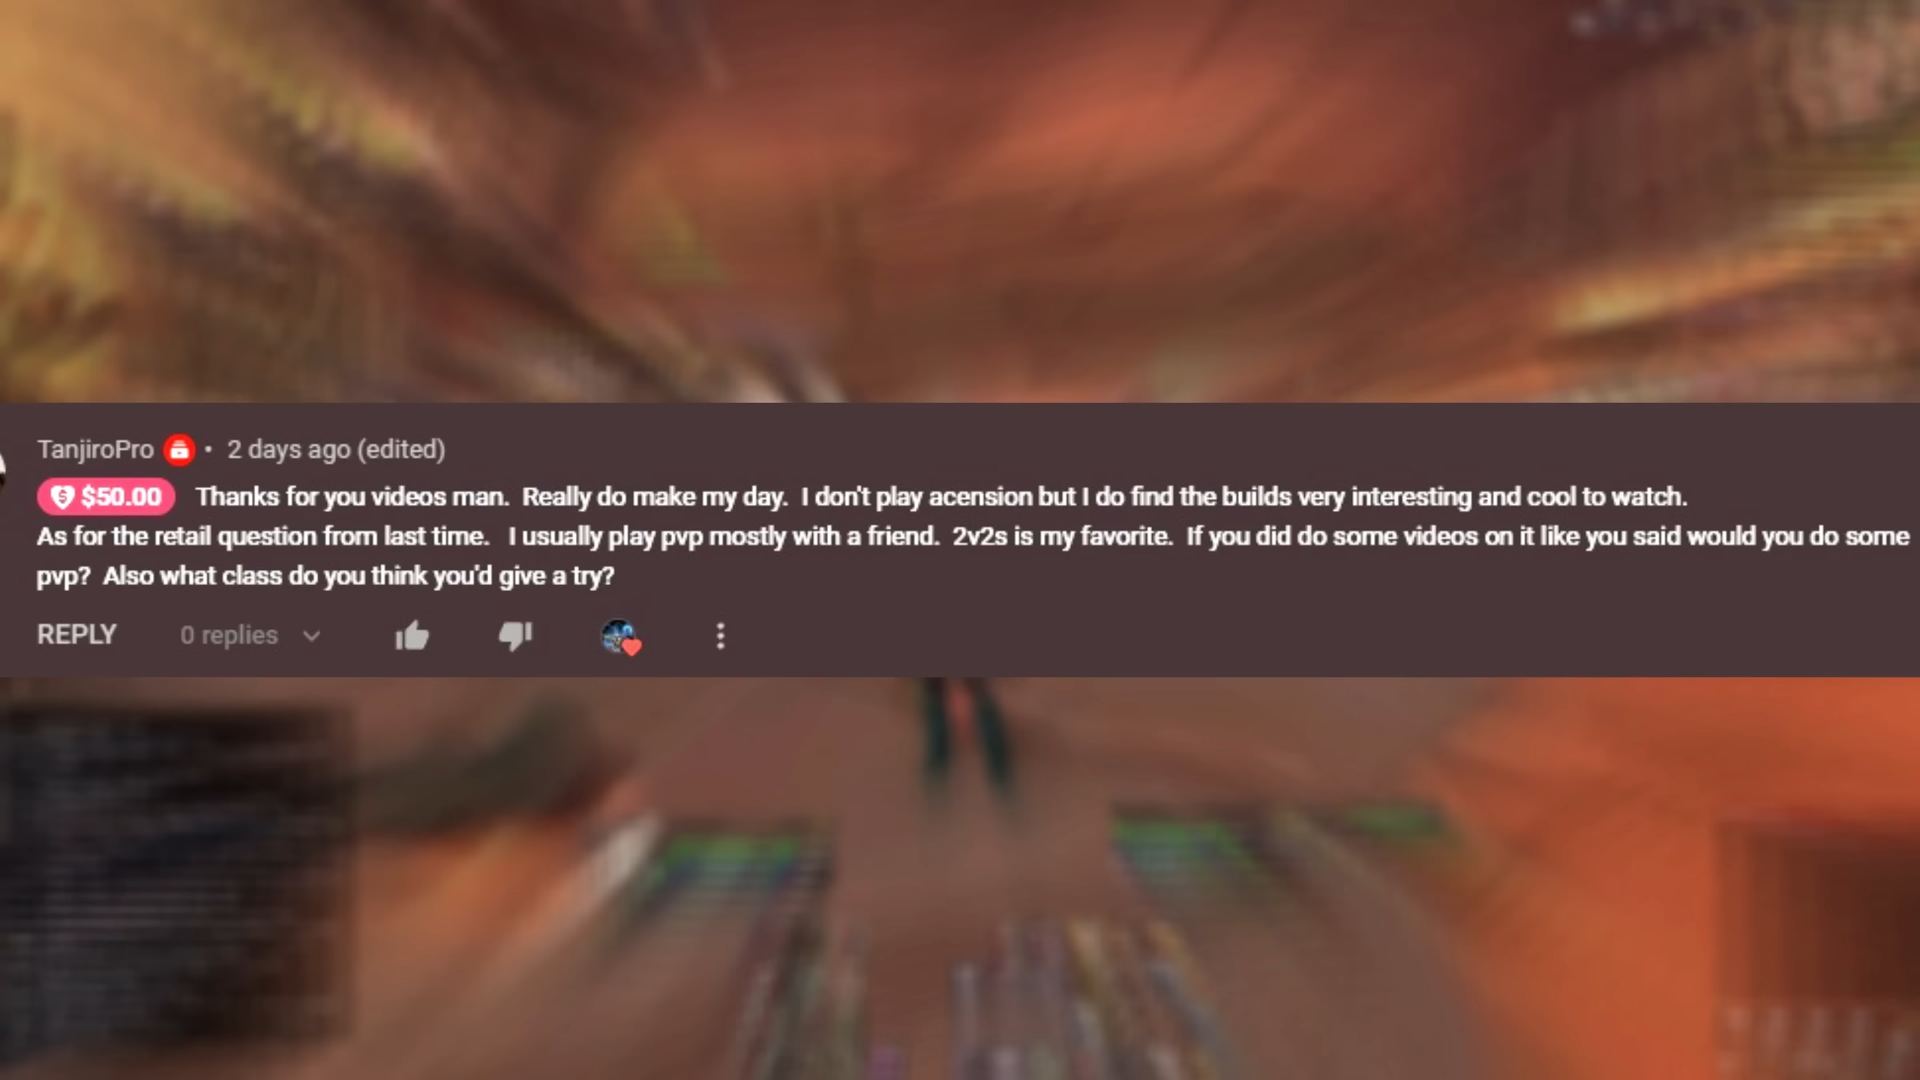 TanjiroPro • 2 days ago (edited)
$50.00 Thanks for you videos man. Really do make my day. I don't play acension but I do find the builds very interesting and cool to watch.
As for the retail question from last time. I usually play pvp mostly with a friend. 2v2s is my favorite. If you did do some videos on it like you said would you do some
pvp? Also what class do you think you'd give a try?
REPLY 0 replies